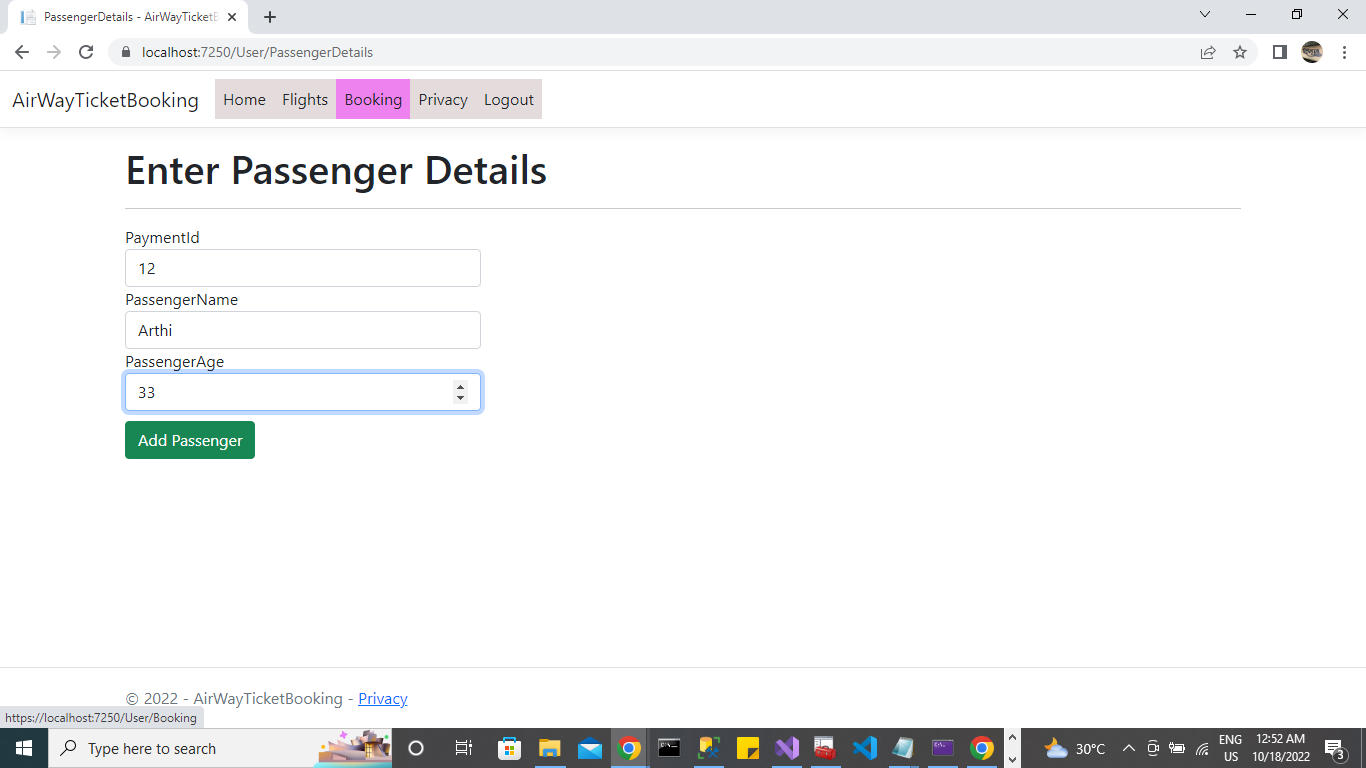 PassengerDetails - AirWayTicketB
localhost:7250/User/PassengerDetails
AirWayTicketBooking Home Flights Booking Privacy Logout
Enter Passenger Details
PaymentId
12
PassengerName
Arthi
PassengerAge
33
Add Passenger
© 2022 - AirWayTicketBooking - Privacy
https://localhost:7250/User/Booking
Type here to search
30°C
ENG
US
12:52 AM
10/18/2022
3